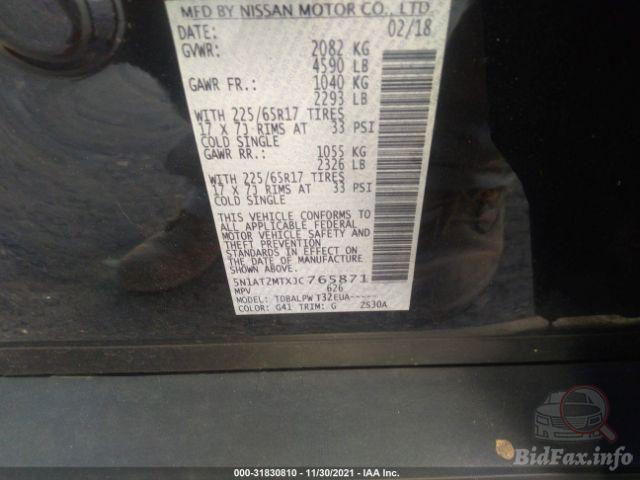 MFD BY NISSAN MOTOR CO., LTD.
DATE: 02/18
GVWR: 2082 KG
4590 LB
GAWR FR.: 1040 KG
2293 LB
WITH 225/65R17 TIRES
17 X 7J RIMS AT 33 PSI
COLD SINGLE
GAWR RR.: 1055 KG
2326 LB
WITH 225/65R17 TIRES
17 X 7J RIMS AT 33 PSI
COLD SINGLE
THIS VEHICLE CONFORMS TO
ALL APPLICABLE FEDERAL
MOTOR VEHICLE SAFETY AND
THEFT PREVENTION
STANDARDS IN EFFECT ON
THE DATE OF MANUFACTURE
SHOWN ABOVE.
5N1AT2MTXJC765871
MPV 626
MODEL: TDBALPW T32EUA-----
COLOR: G41 TRIM: G 2S30A
000-31830810 - 11/30/2021 - IAA Inc.
BidFax.info